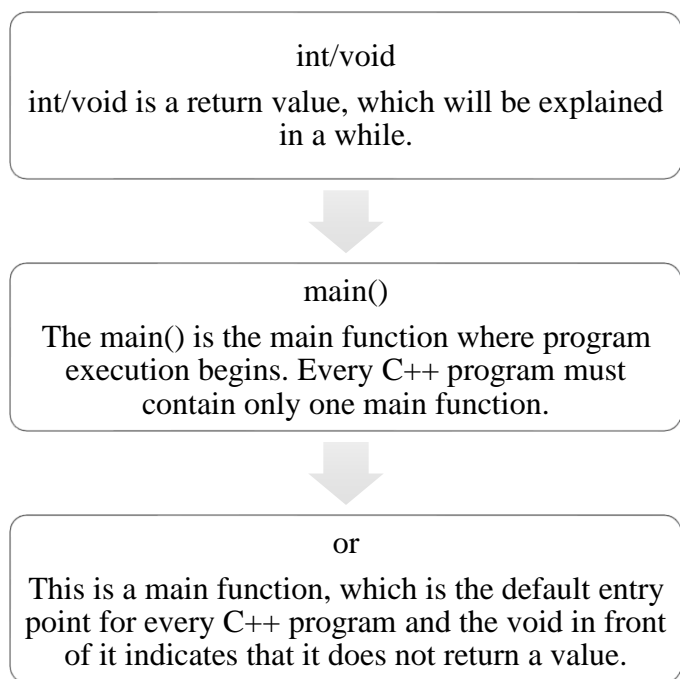 int/void
int/void is a return value, which will be explained
in a while.
main()
The main() is the main function where program
execution begins. Every C++ program must
contain only one main function.
or
This is a main function, which is the default entry
point for every C++ program and the void in front
of it indicates that it does not return a value.